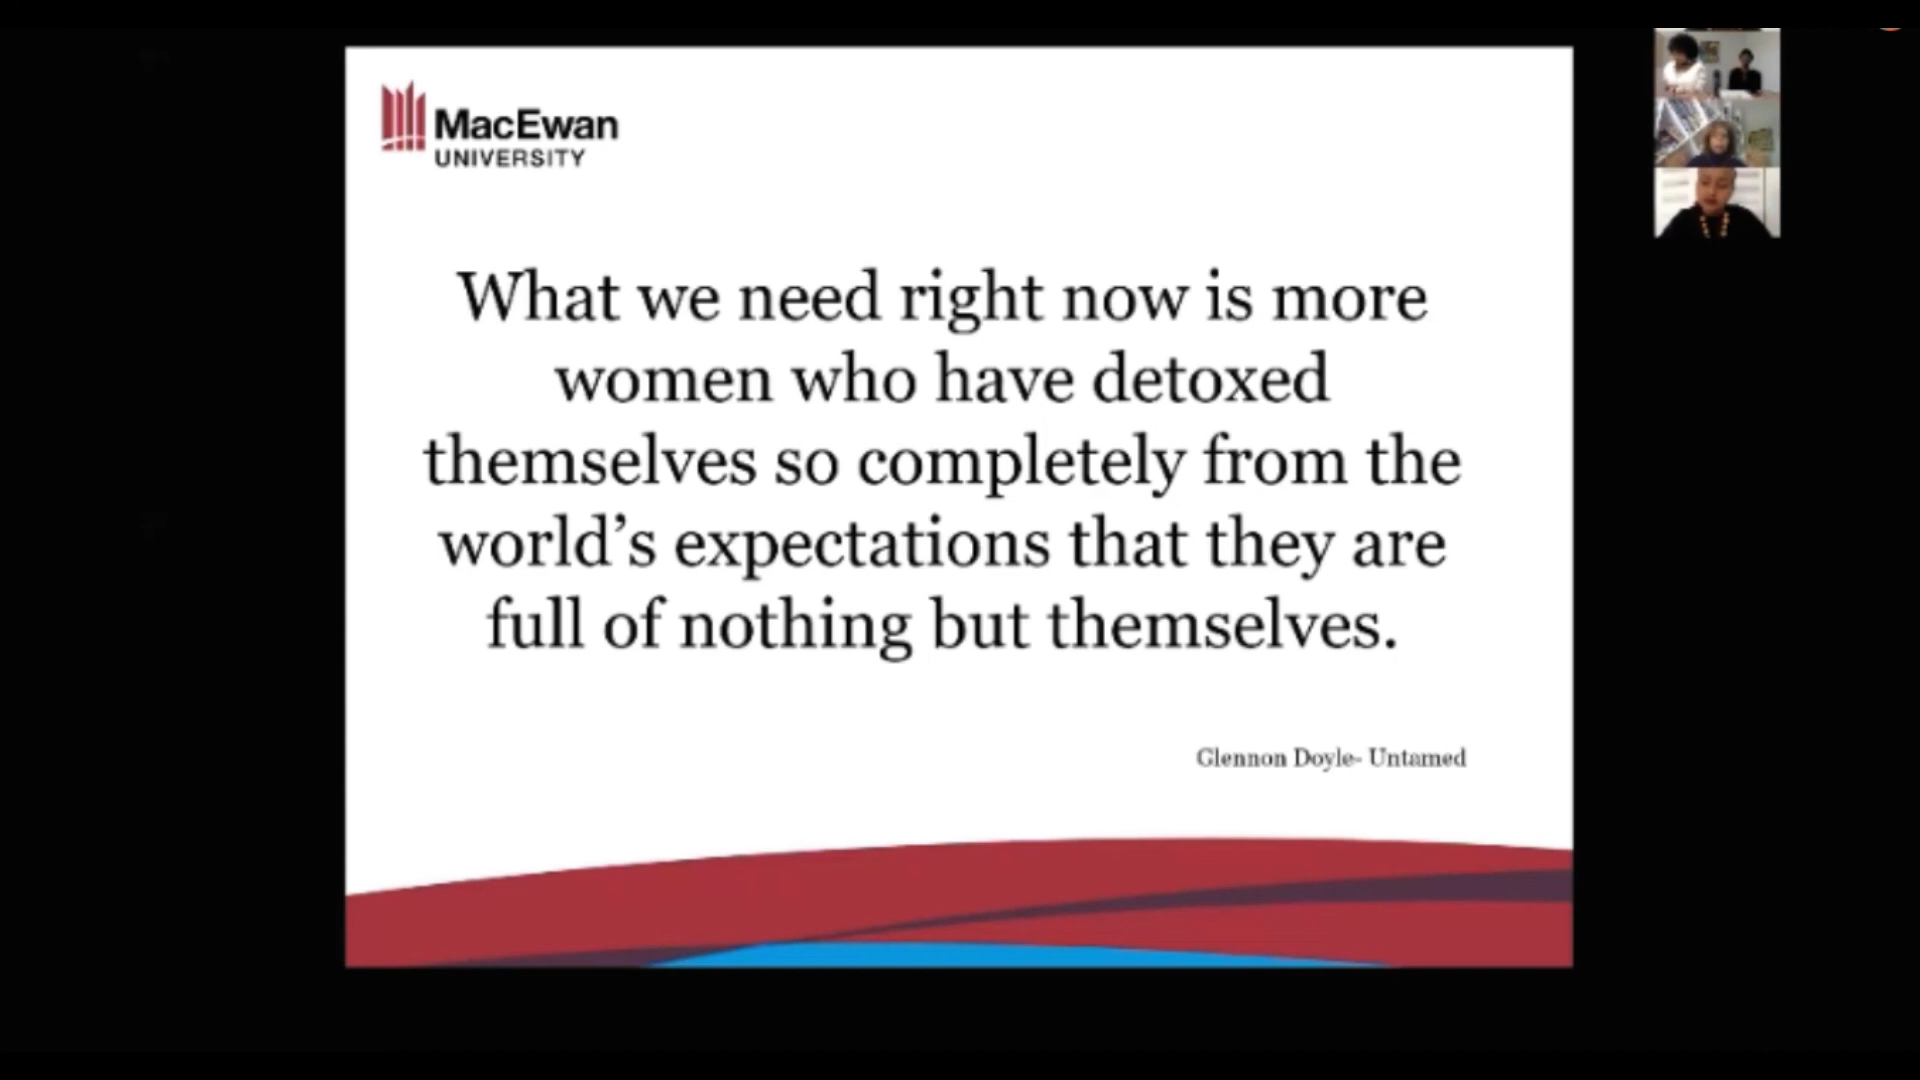 MacEwan
UNIVERSITY
What we need right now is more
women who have detoxed
themselves so completely from the
world’s expectations that they are
full of nothing but themselves.
Glennon Doyle- Untamed